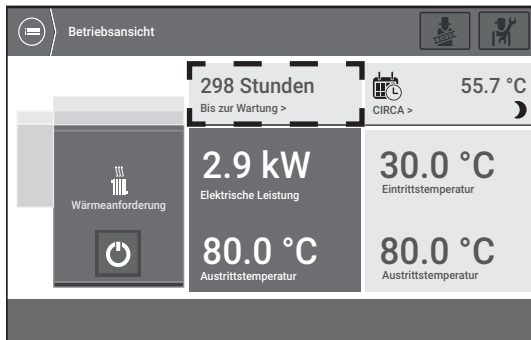 Betriebsansicht
298 Stunden
Bis zur Wartung >
55.7 °C
CIRCA >
Wärmeanforderung
2.9 kW
Elektrische Leistung
80.0 °C
Austrittstemperatur
30.0 °C
Eintrittstemperatur
80.0 °C
Austrittstemperatur